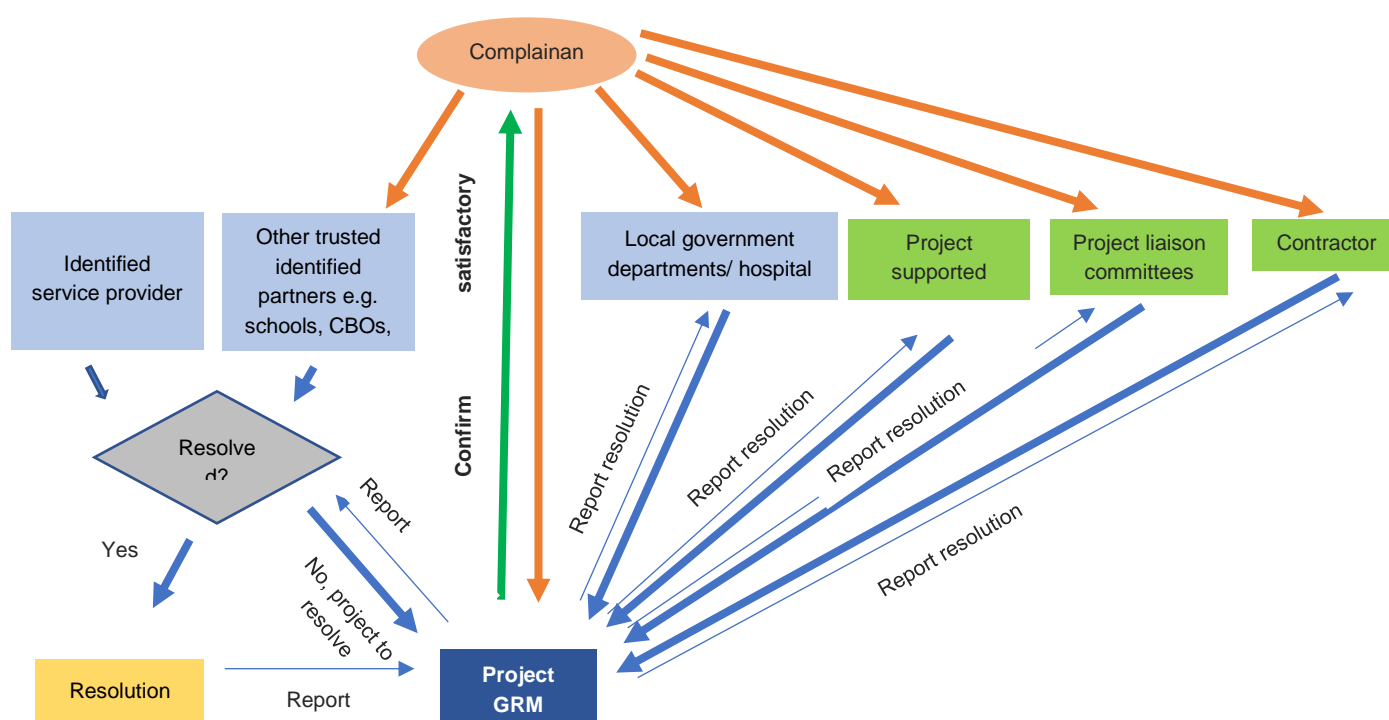 Complainan
Identified
service provider
Other trusted
identified
partners e.g.
schools, CBOs,
satisfactory
Confirm
Local government
departments/ hospital
Project
supported
Project liaison
committees
Contractor
Resolve
d?
Yes
Report
No, project to
resolve
Report resolution
Report resolution
Report resolution
Report resolution
Resolution
Report
Project
GRM